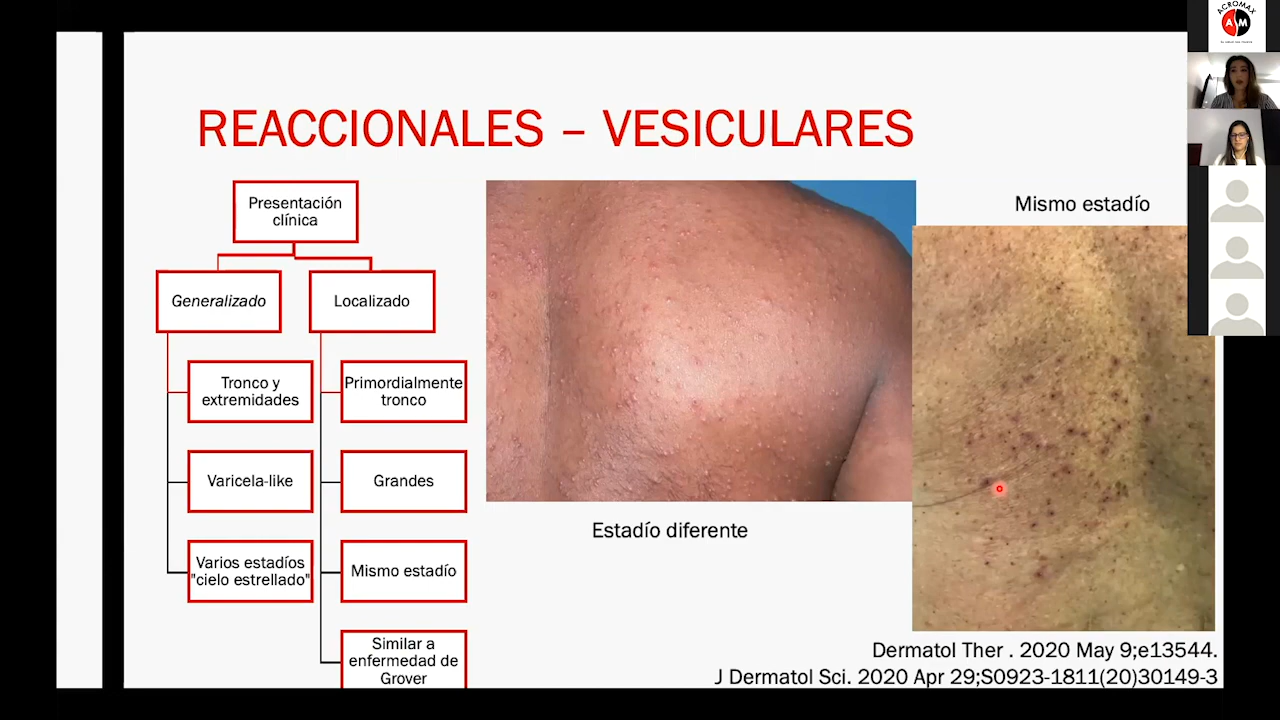 ACROMAX
ASM
REACCIONALES – VESICULARES
Presentación
clínica
Generalizado
Localizado
Tronco y
extremidades
Primordialmente
tronco
Varicela-like
Grandes
Varios estadíos
"cielo estrellado"
Mismo estadío
Similar a
enfermedad de
Grover
Estadío diferente
Mismo estadío
Dermatol Ther . 2020 May 9;e13544.
J Dermatol Sci. 2020 Apr 29;S0923-1811(20)30149-3